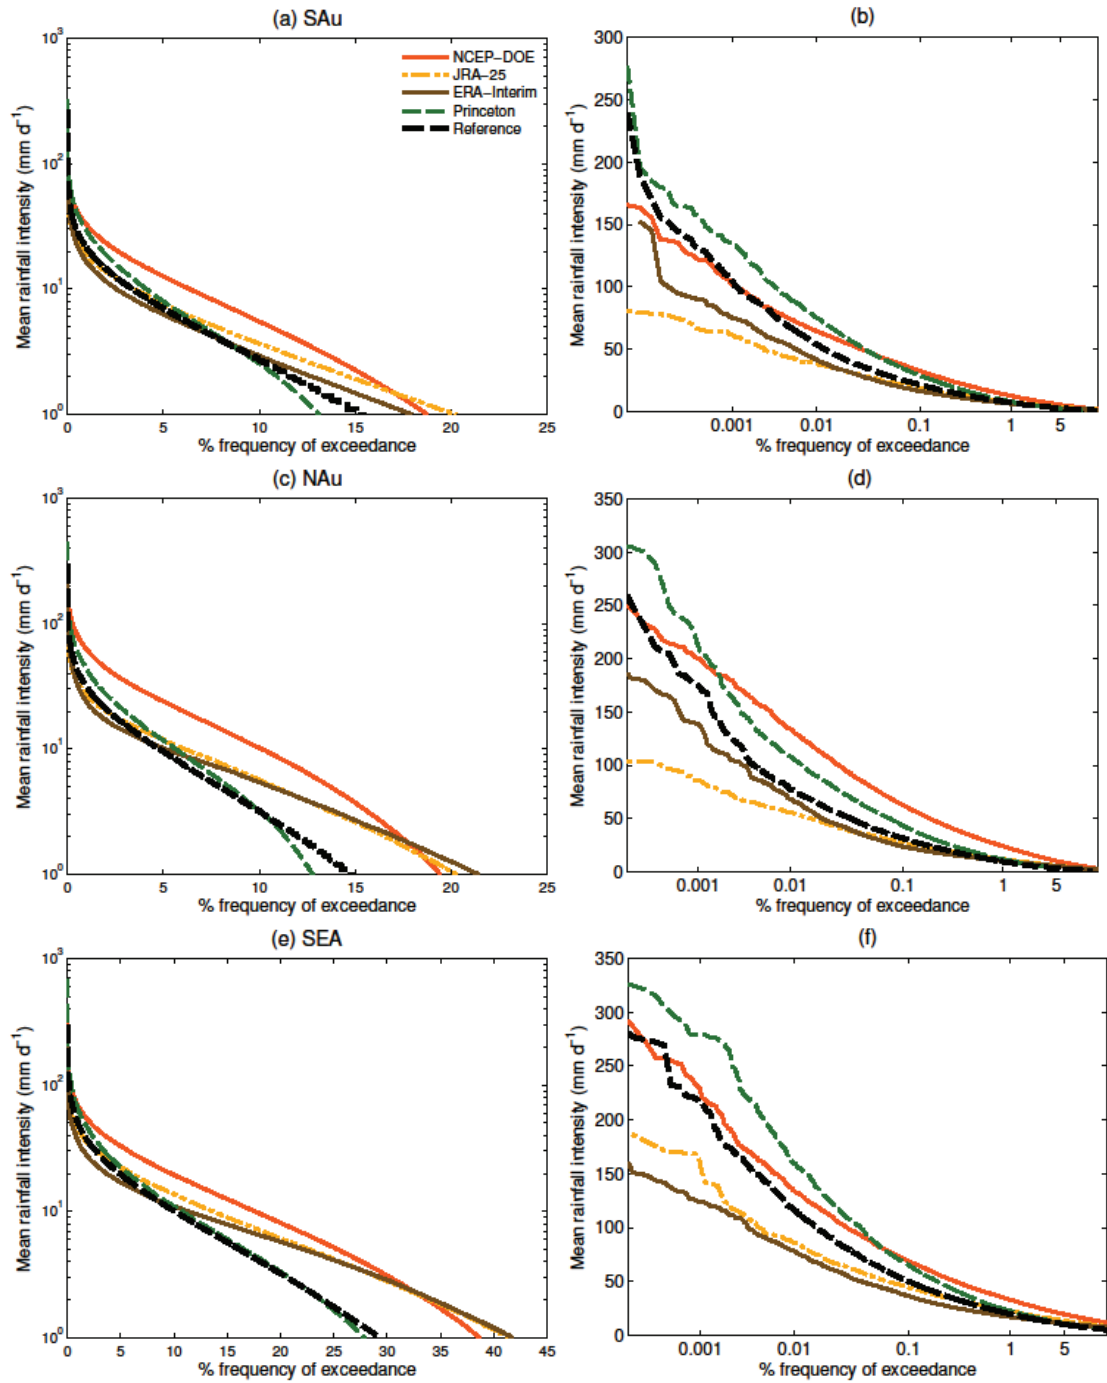 (a) SAu
(b)
Mean rainfall intensity (mm d⁻¹)
10³
10²
10¹
10⁰
0 5 10 15 20 25
% frequency of exceedance
NCEP-DOE
JRA-25
ERA-Interim
Princeton
Reference
Mean rainfall intensity (mm d⁻¹)
300
250
200
150
100
50
0
0.001 0.01 0.1 1 5
% frequency of exceedance
(c) NAu
(d)
Mean rainfall intensity (mm d⁻¹)
10³
10²
10¹
10⁰
0 5 10 15 20 25
% frequency of exceedance
Mean rainfall intensity (mm d⁻¹)
350
300
250
200
150
100
50
0
0.001 0.01 0.1 1 5
% frequency of exceedance
(e) SEA
(f)
Mean rainfall intensity (mm d⁻¹)
10³
10²
10¹
10⁰
0 5 10 15 20 25 30 35 40 45
% frequency of exceedance
Mean rainfall intensity (mm d⁻¹)
350
300
250
200
150
100
50
0
0.001 0.01 0.1 1 5
% frequency of exceedance